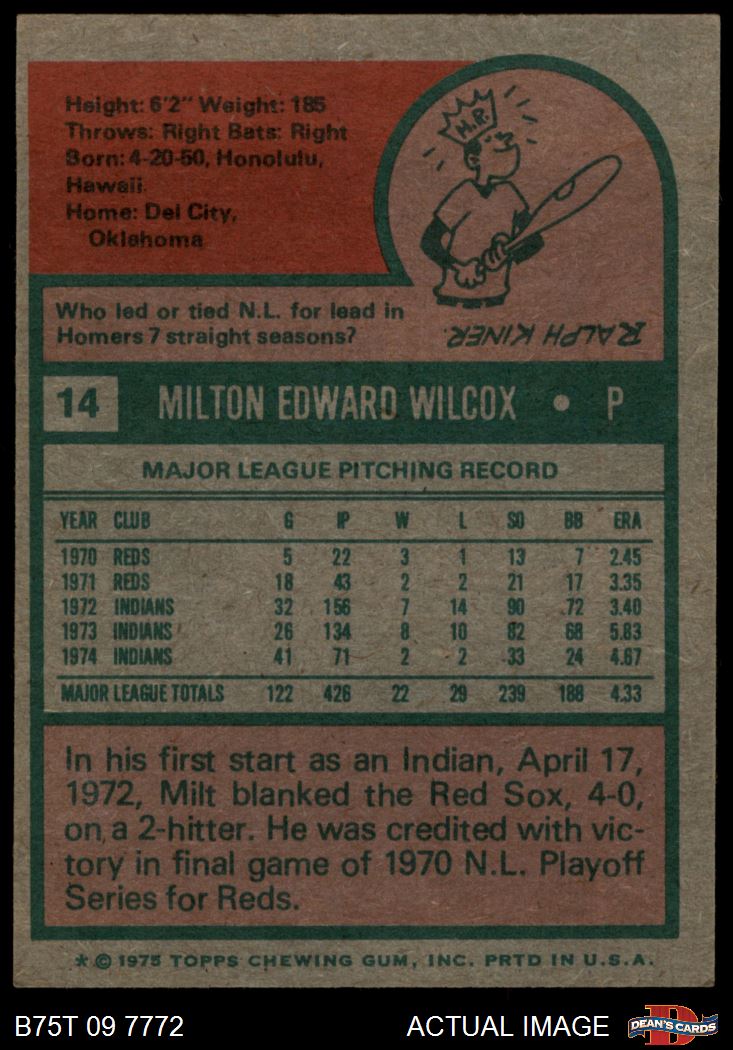 Height: 6'2" Weight: 185
Throws: Right Bats: Right
Born: 4-20-50, Honolulu,
Hawaii
Home: Del City,
Oklahoma
H.R.
Who led or tied N.L. for lead in
Homers 7 straight seasons?
RALPH KINER.
14 MILTON EDWARD WILCOX • P
MAJOR LEAGUE PITCHING RECORD
YEAR CLUB G IP W L SO BB ERA
1970 REDS 5 22 3 1 13 7 2.45
1971 REDS 18 43 2 2 21 17 3.35
1972 INDIANS 32 156 7 14 90 72 3.40
1973 INDIANS 26 134 8 10 82 68 5.83
1974 INDIANS 41 71 2 2 33 24 4.67
MAJOR LEAGUE TOTALS 122 426 22 29 239 188 4.33
In his first start as an Indian, April 17,
1972, Milt blanked the Red Sox, 4-0,
on a 2-hitter. He was credited with vic-
tory in final game of 1970 N.L. Playoff
Series for Reds.
* © 1975 TOPPS CHEWING GUM, INC. PRTD IN U.S.A.
B75T 09 7772 ACTUAL IMAGE D DEAN'S CARDS